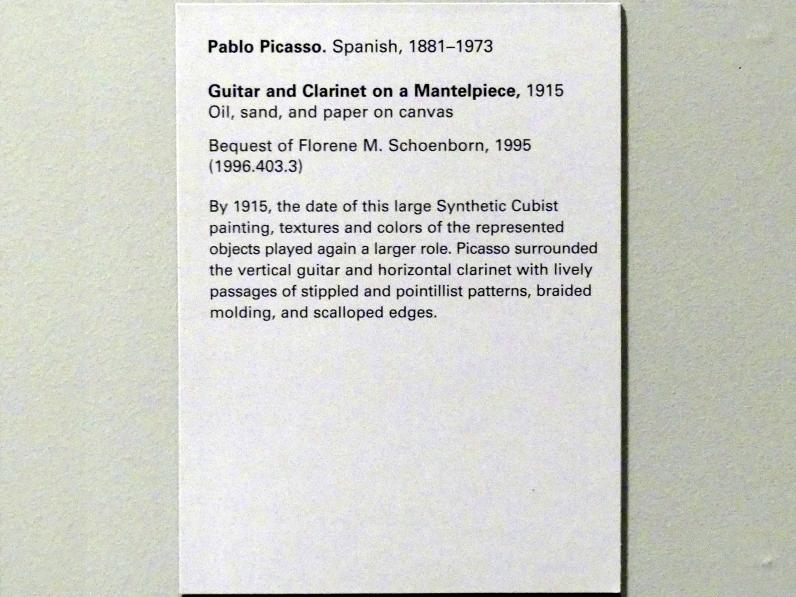 Pablo Picasso. Spanish, 1881–1973
Guitar and Clarinet on a Mantelpiece, 1915
Oil, sand, and paper on canvas
Bequest of Florene M. Schoenborn, 1995
(1996.403.3)
By 1915, the date of this large Synthetic Cubist
painting, textures and colors of the represented
objects played again a larger role. Picasso surrounded
the vertical guitar and horizontal clarinet with lively
passages of stippled and pointillist patterns, braided
molding, and scalloped edges.